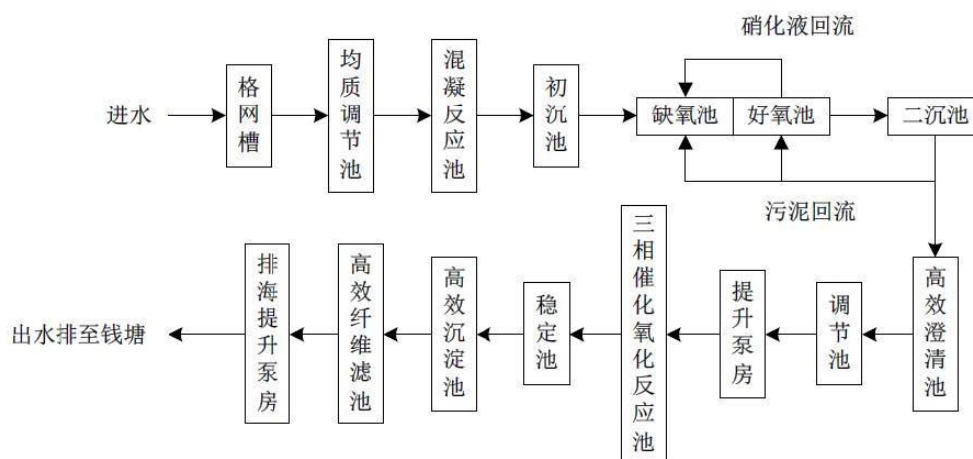 硝化液回流
进水
格网槽
均质调节池
混凝反应池
初沉池
缺氧池
好氧池
二沉池
污泥回流
高效澄清池
调节池
提升泵房
三相催化氧化反应池
稳定池
高效沉淀池
高效纤维滤池
排海提升泵房
出水排至钱塘